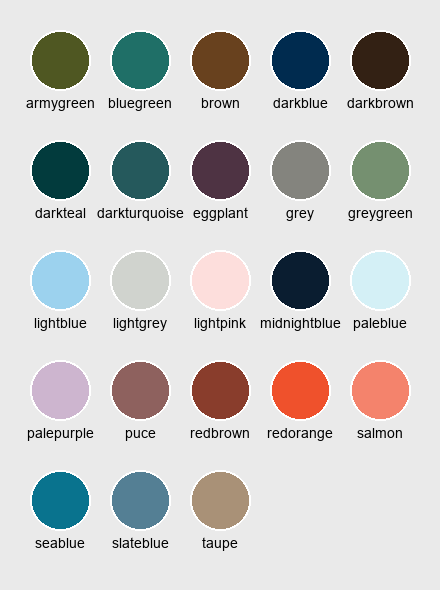 armygreen bluegreen brown darkblue darkbrown
darkteal darkturquoise eggplant grey greygreen
lightblue lightgrey lightpink midnightblue paleblue
palepurple puce redbrown redorange salmon
seablue slateblue taupe